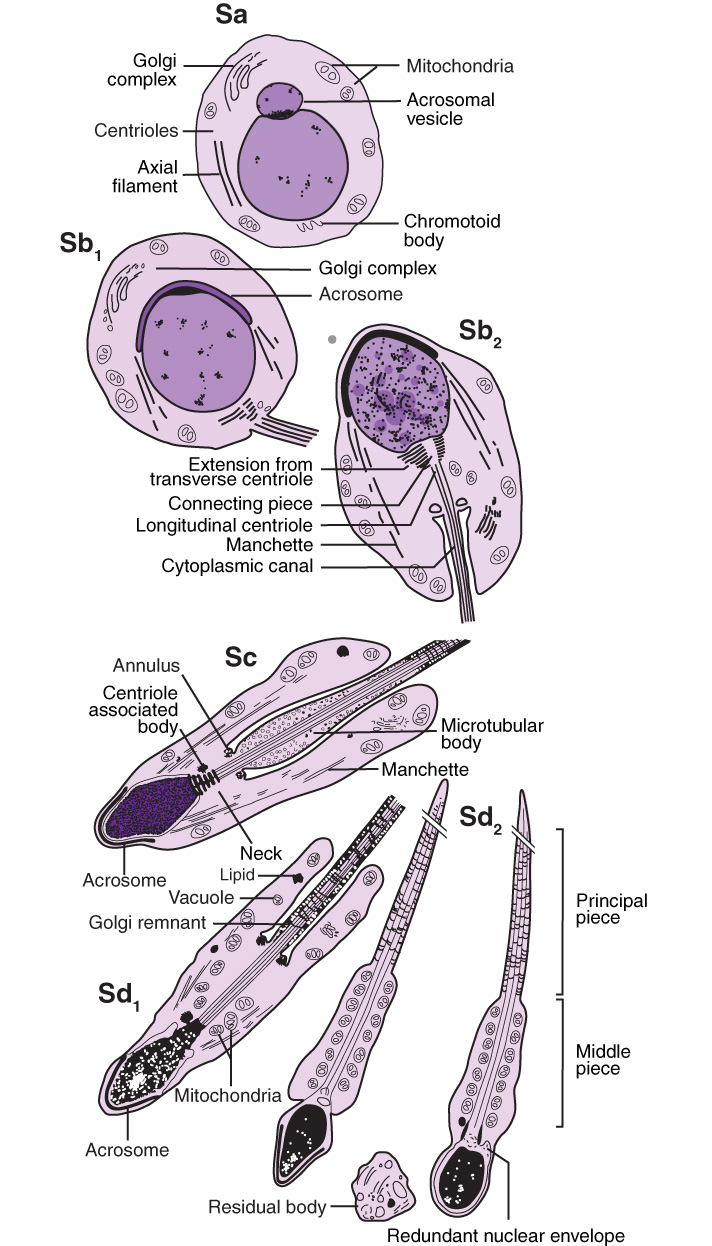 Sa
Golgi
complex
Mitochondria
Acrosomal
vesicle
Centrioles
Axial
filament
Chromotoid
body
Sb1
Golgi complex
Acrosome
Sb2
Extension from
transverse centriole
Connecting piece
Longitudinal centriole
Manchette
Cytoplasmic canal
Sc
Annulus
Centriole
associated
body
Microtubular
body
Manchette
Neck
Acrosome
Sd2
Lipid
Vacuole
Golgi remnant
Principal
piece
Sd1
Middle
piece
Mitochondria
Acrosome
Residual body
Redundant nuclear envelope